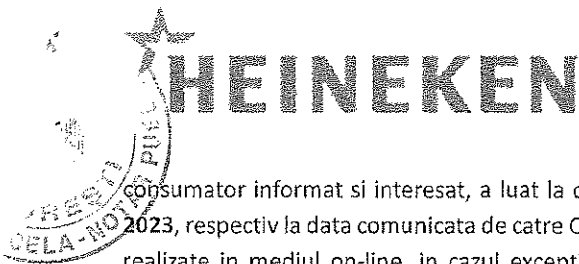 HEINEKEN
consumator informat si interesat, a luat la c
2023, respectiv la data comunicata de catre C
realizate in mediul on-line, in cazul except